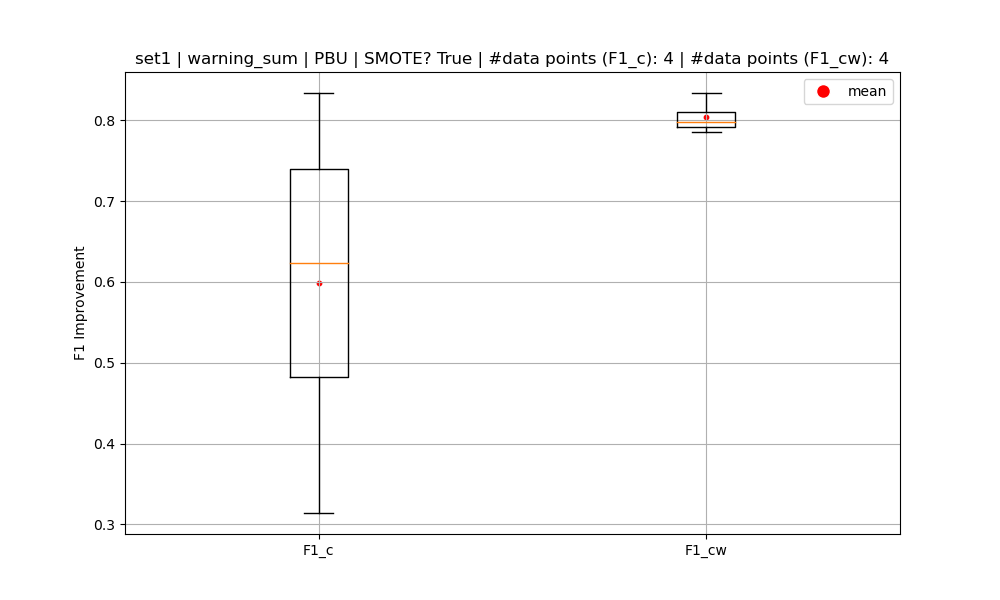 set1 | warning_sum | PBU | SMOTE? True | #data points (F1_c): 4 | #data points (F1_cw): 4
mean
0.8
0.7
0.6
0.5
0.4
0.3
F1 Improvement
F1_c
F1_cw